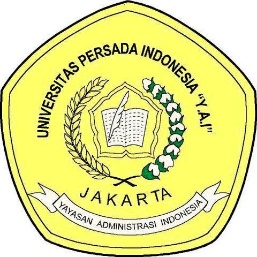 UNIVERSITAS PERSADA INDONESIA "Y.A.I"
JAKARTA
YAYASAN ADMINISTRASI INDONESIA